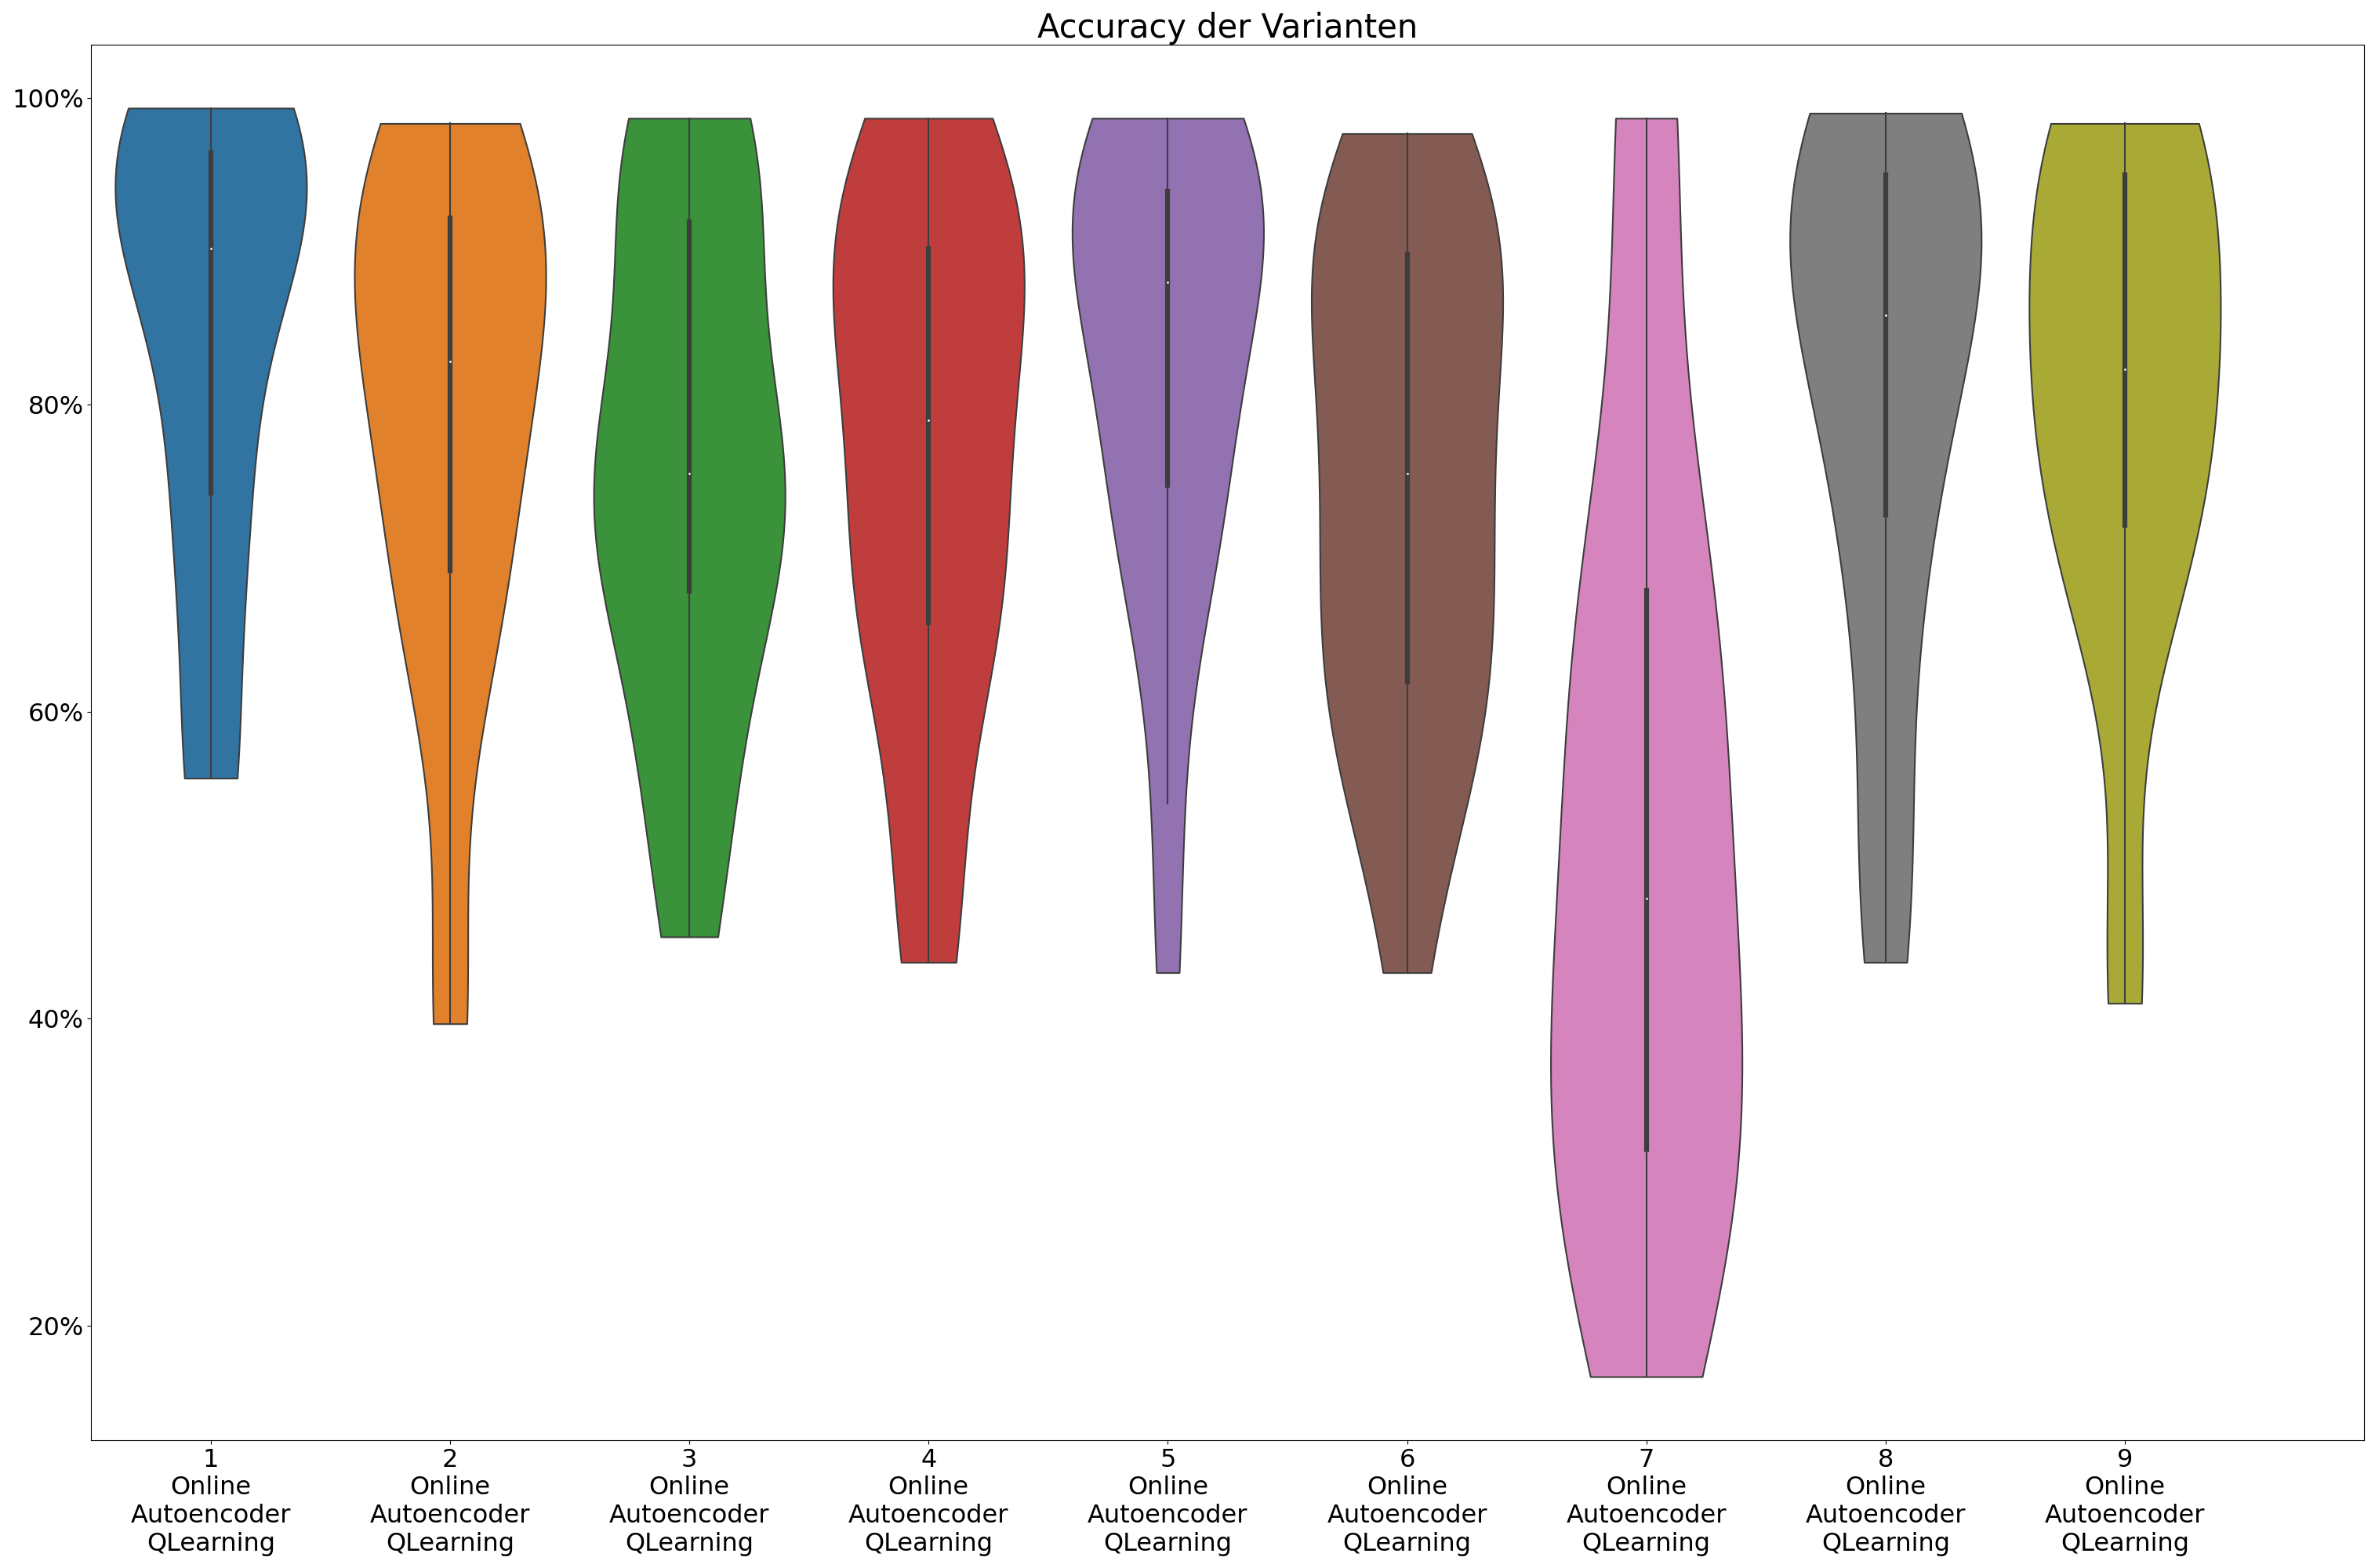 Accuracy der Varianten
100%
80%
60%
40%
20%
1 2 3 4 5 6 7 8 9
Online Online Online Online Online Online Online Online Online
Autoencoder Autoencoder Autoencoder Autoencoder Autoencoder Autoencoder Autoencoder Autoencoder Autoencoder
QLearning QLearning QLearning QLearning QLearning QLearning QLearning QLearning QLearning